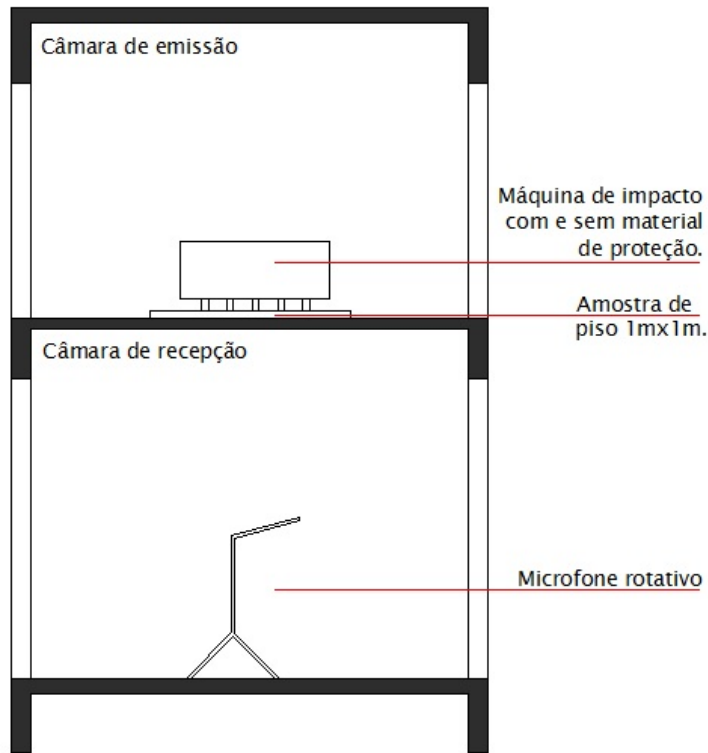 Câmara de emissão
Máquina de impacto
com e sem material
de proteção.
Amostra de
piso 1mx1m.
Câmara de recepção
Microfone rotativo